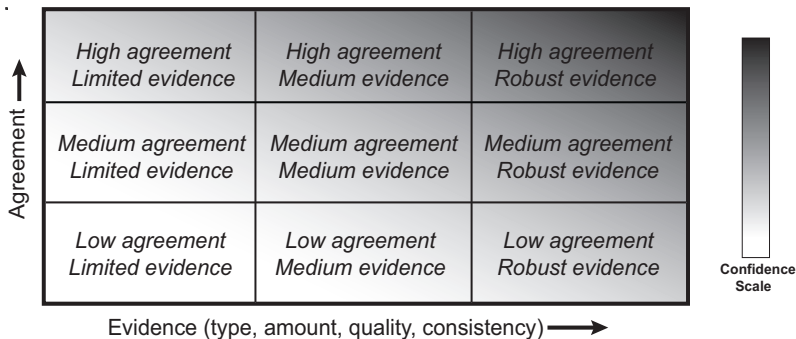 High agreement
Limited evidence
High agreement
Medium evidence
High agreement
Robust evidence
Medium agreement
Limited evidence
Medium agreement
Medium evidence
Medium agreement
Robust evidence
Low agreement
Limited evidence
Low agreement
Medium evidence
Low agreement
Robust evidence
Agreement
Evidence (type, amount, quality, consistency)
Confidence
Scale